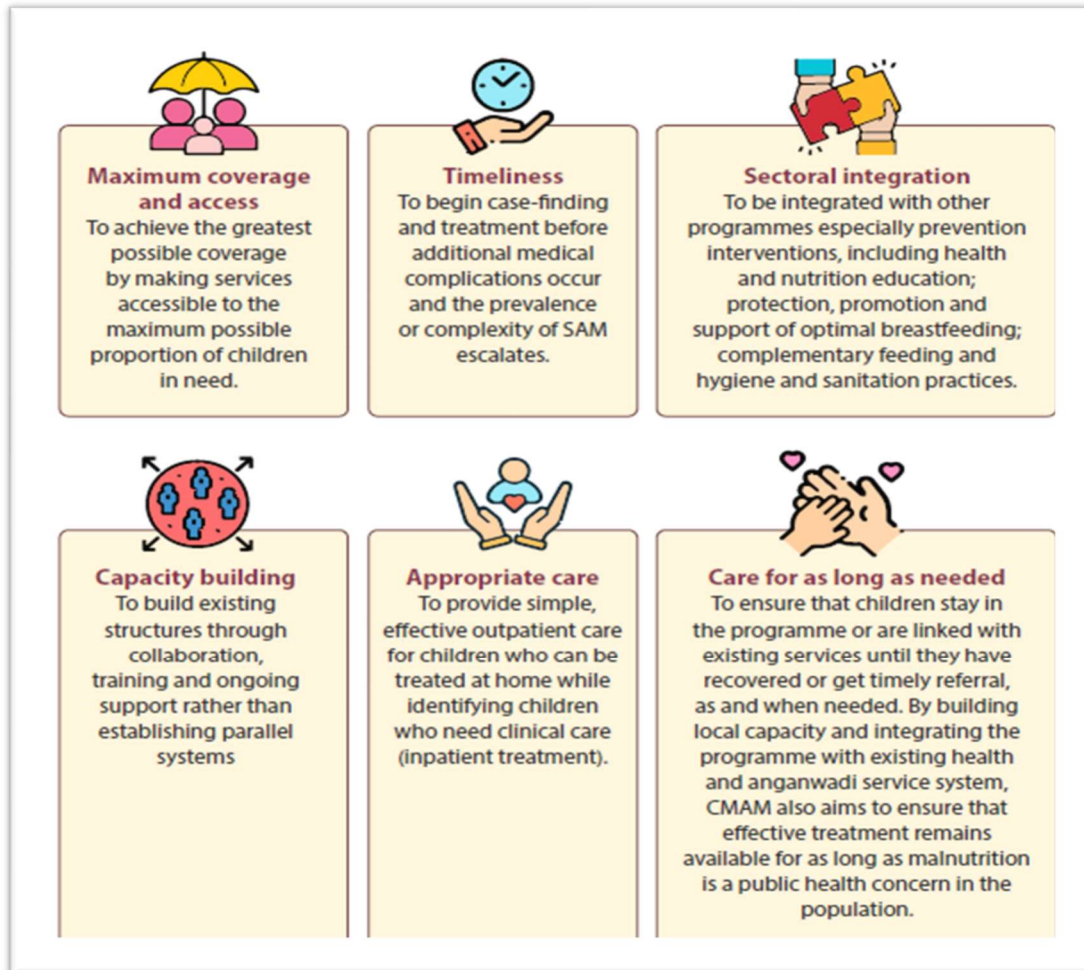 Maximum coverage
and access
To achieve the greatest
possible coverage
by making services
accessible to the
maximum possible
proportion of children
in need.
Timeliness
To begin case-finding
and treatment before
additional medical
complications occur
and the prevalence
or complexity of SAM
escalates.
Sectoral integration
To be integrated with other
programmes especially prevention
interventions, including health
and nutrition education;
protection, promotion and
support of optimal breastfeeding;
complementary feeding and
hygiene and sanitation practices.
Capacity building
To build existing
structures through
collaboration,
training and ongoing
support rather than
establishing parallel
systems
Appropriate care
To provide simple,
effective outpatient care
for children who can be
treated at home while
identifying children
who need clinical care
(inpatient treatment).
Care for as long as needed
To ensure that children stay in
the programme or are linked with
existing services until they have
recovered or get timely referral,
as and when needed. By building
local capacity and integrating the
programme with existing health
and anganwadi service system,
CMAM also aims to ensure that
effective treatment remains
available for as long as malnutrition
is a public health concern in the
population.